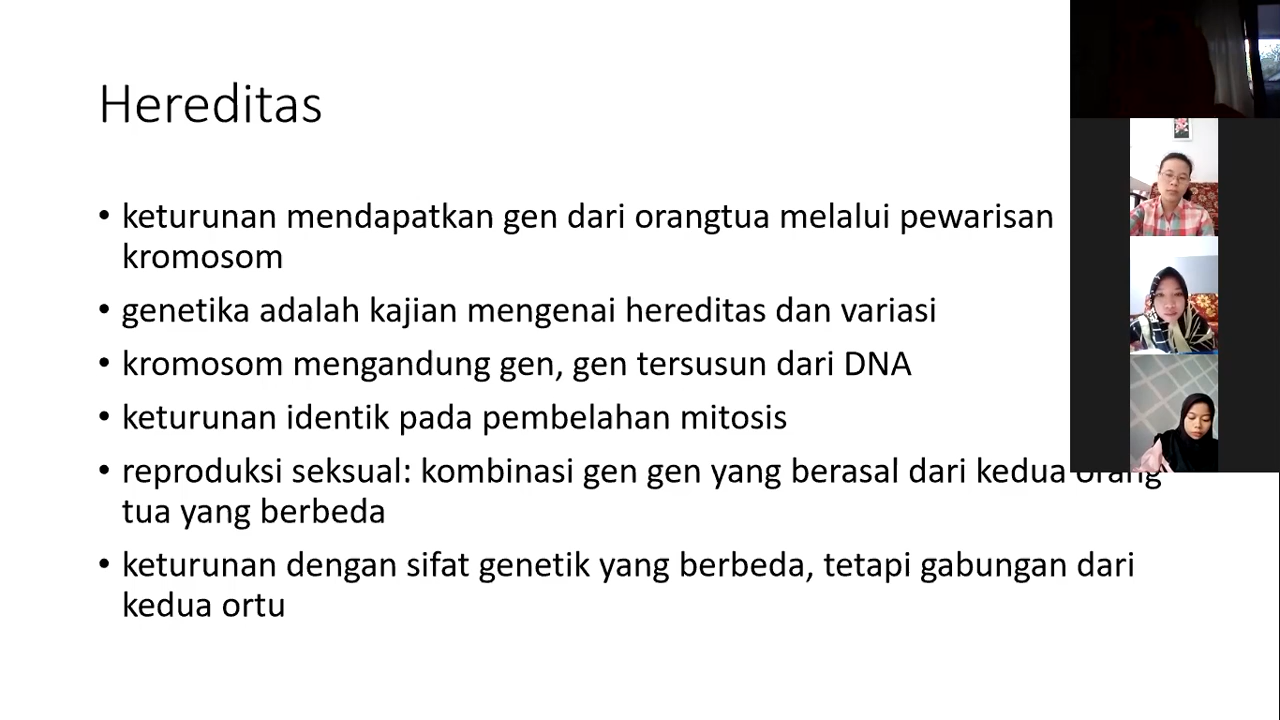 Hereditas
• keturunan mendapatkan gen dari orangtua melalui pewarisan
kromosom
• genetika adalah kajian mengenai hereditas dan variasi
• kromosom mengandung gen, gen tersusun dari DNA
• keturunan identik pada pembelahan mitosis
• reproduksi seksual: kombinasi gen gen yang berasal dari kedua orang
tua yang berbeda
• keturunan dengan sifat genetik yang berbeda, tetapi gabungan dari
kedua ortu